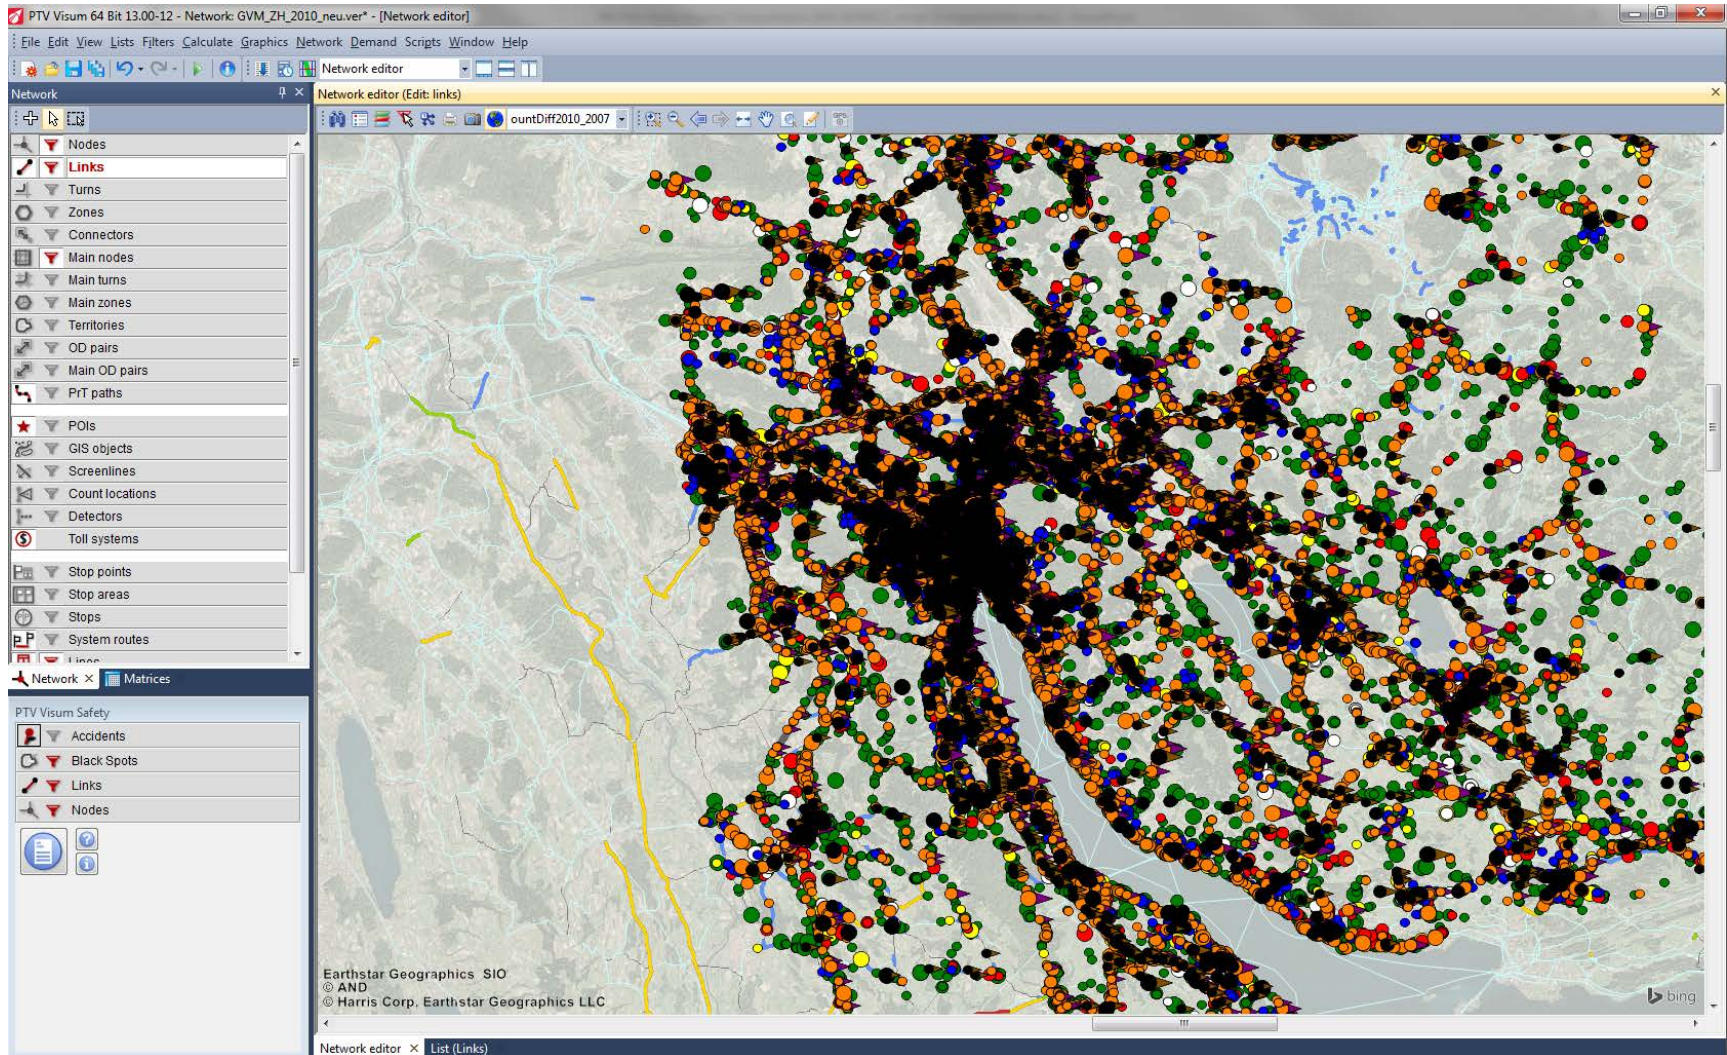 PTV Visum 64 Bit 13.00-12 - Network: GVM_ZH_2010_neu.ver* - [Network editor]
File Edit View Lists Filters Calculate Graphics Network Demand Scripts Window Help
Network editor
Network
Network editor (Edit: links)
ountDiff2010_2007
Nodes
Links
Turns
Zones
Connectors
Main nodes
Main turns
Main zones
Territories
OD pairs
Main OD pairs
PrT paths
POIs
GIS objects
Screenlines
Count locations
Detectors
Toll systems
Stop points
Stop areas
Stops
System routes
Lines
Network
Matrices
PTV Visum Safety
Accidents
Black Spots
Links
Nodes
Earthstar Geographics SIO
© AND
© Harris Corp, Earthstar Geographics LLC
bing
Network editor
List (Links)